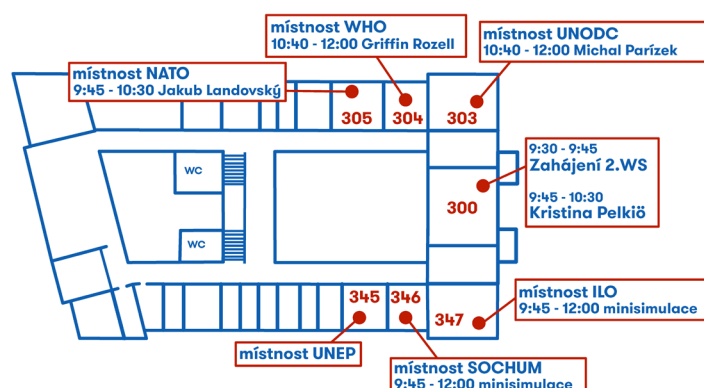 místnost WHO
10:40 - 12:00 Griffin Rozell
místnost UNODC
10:40 - 12:00 Michal Parízek
místnost NATO
9:45 - 10:30 Jakub Landovský
305
304
303
9:30 - 9:45
Zahájení 2.WS
9:45 - 10:30
Kristina Pelkiö
WC
300
WC
345
346
347
místnost ILO
9:45 - 12:00 minisimulace
místnost UNEP
místnost SOCHUM
9:45 - 12:00 minisimulace